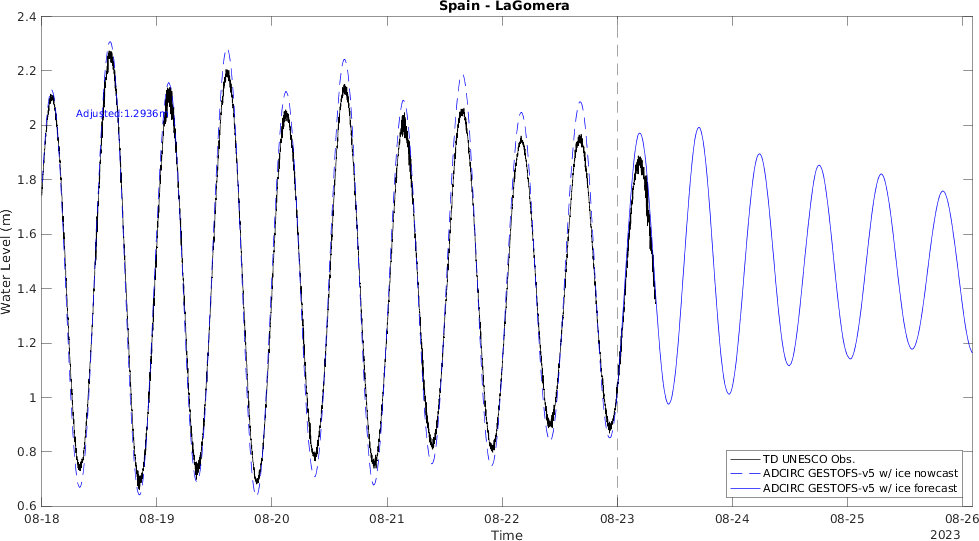 Spain - LaGomera
2.4
2.2
2
1.8
1.6
1.4
1.2
1
0.8
0.6
Water Level (m)
Adjusted:1.2936m
TD UNESCO Obs.
ADCIRC GESTOFS-v5 w/ ice nowcast
ADCIRC GESTOFS-v5 w/ ice forecast
08-18 08-19 08-20 08-21 08-22 08-23 08-24 08-25 08-26
Time
2023